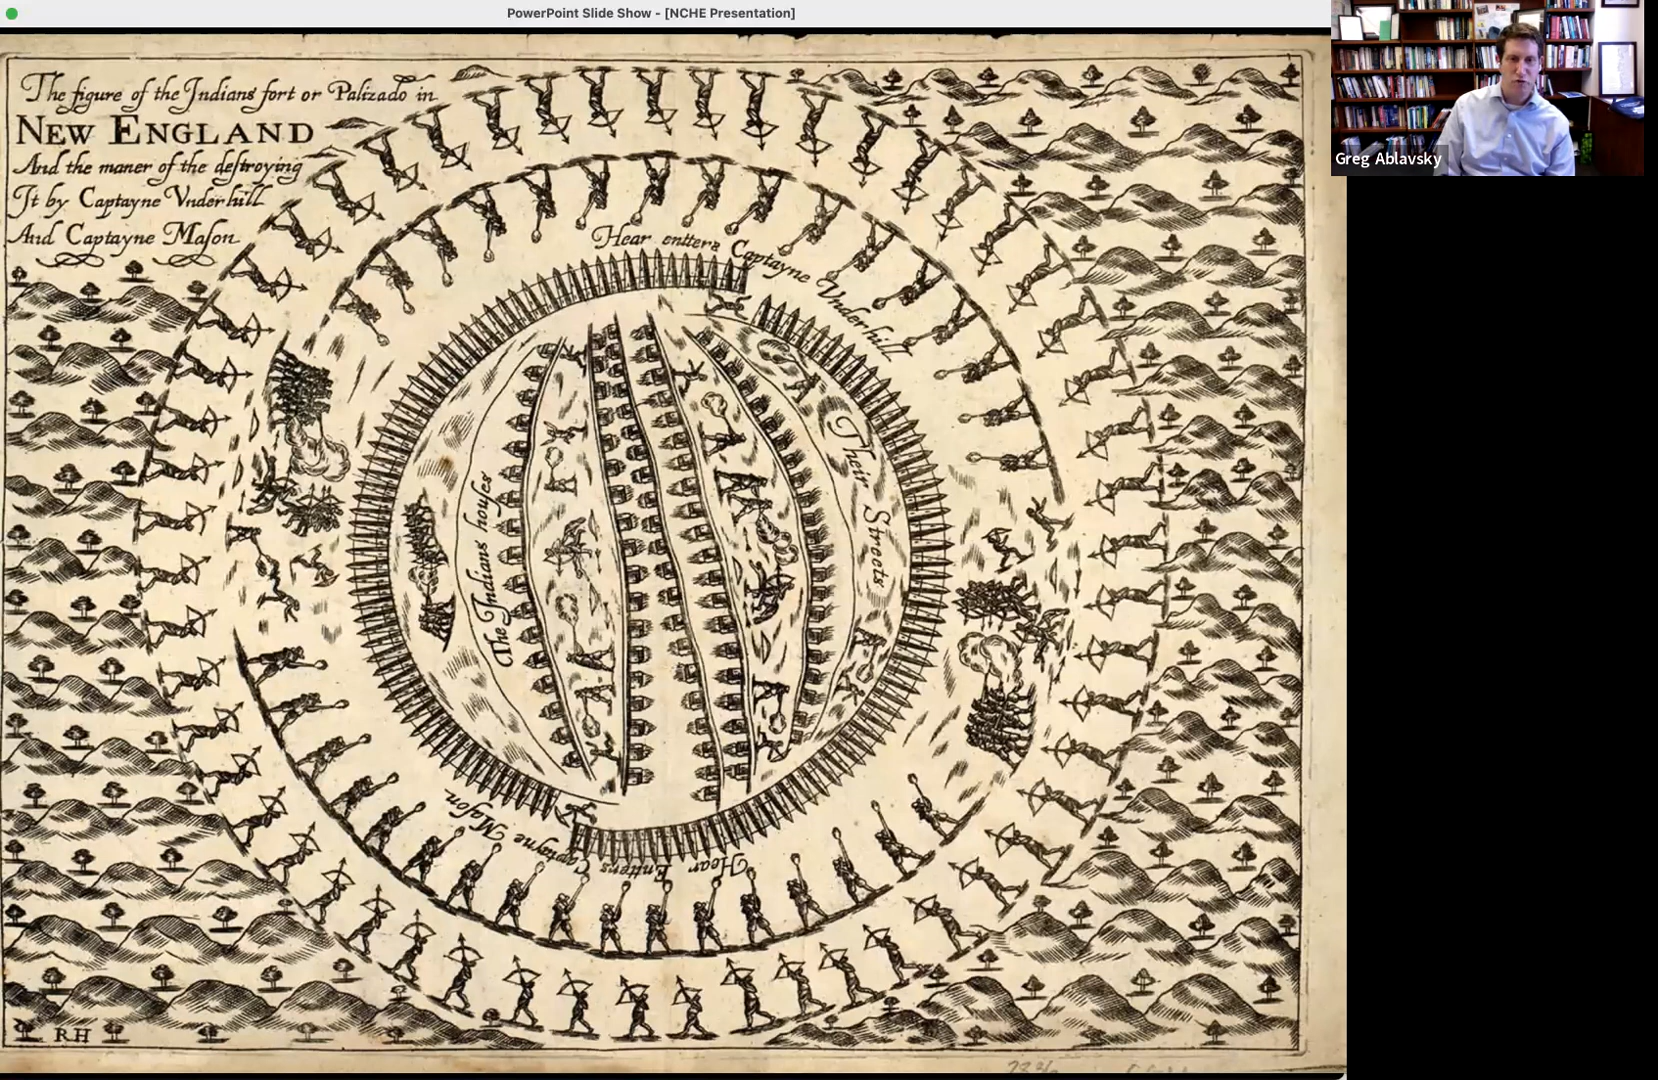 PowerPoint Slide Show - [NCHE Presentation]
Greg Ablavsky
The figure of the Indians fort or Palizado in
NEW ENGLAND
And the maner of the destroying
It by Captayne Vnderhill
And Captayne Mason
Hear entters Captayne Vnderhill
Their Streets
The Indians houses
Hear Entters Captayne Mason
RH